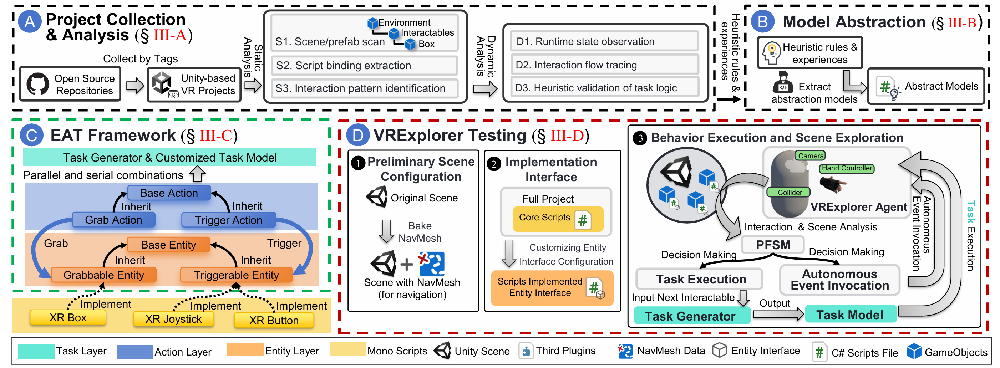 A
Project Collection
& Analysis (§ III-A)
Collect by Tags
Open Source
Repositories
Unity-based
VR Projects
Static
Analysis
Environment
Interactables
Box
S1. Scene/prefab scan
S2. Script binding extraction
S3. Interaction pattern identification
Dynamic
Analysis
D1. Runtime state observation
D2. Interaction flow tracing
D3. Heuristic validation of task logic
Heuristic rules &
experiences
B
Model Abstraction (§ III-B)
Heuristic rules &
experiences
Extract
abstraction models
#
Abstract Models
C
EAT Framework (§ III-C)
Task Generator & Customized Task Model
Parallel and serial combinations
Base Action
Inherit
Inherit
Grab Action
Trigger Action
Grab
Base Entity
Trigger
Inherit
Inherit
Grabbable Entity
Triggerable Entity
Implement
Implement
Implement
XR Box
XR Joystick
XR Button
D
VRExplorer Testing (§ III-D)
1
Preliminary Scene
Configuration
Original Scene
Bake
NavMesh
Scene with NavMesh
(for navigation)
2
Implementation
Interface
Full Project
Core Scripts
#
Customizing Entity
Interface Configuration
Scripts Implemented
Entity Interface
#
3
Behavior Execution and Scene Exploration
#
#
#
Camera
Hand Controller
Collider
VRExplorer Agent
Interaction & Scene Analysis
PFSM
Decision Making
Decision Making
Task Execution
Autonomous
Event Invocation
Input Next Interactable
Output
Task Generator
Task Model
Autonomous
Event Invocation
Task Execution
Task Layer
Action Layer
Entity Layer
Mono Scripts
Unity Scene
Third Plugins
NavMesh Data
Entity Interface
#
C# Scripts File
GameObjects